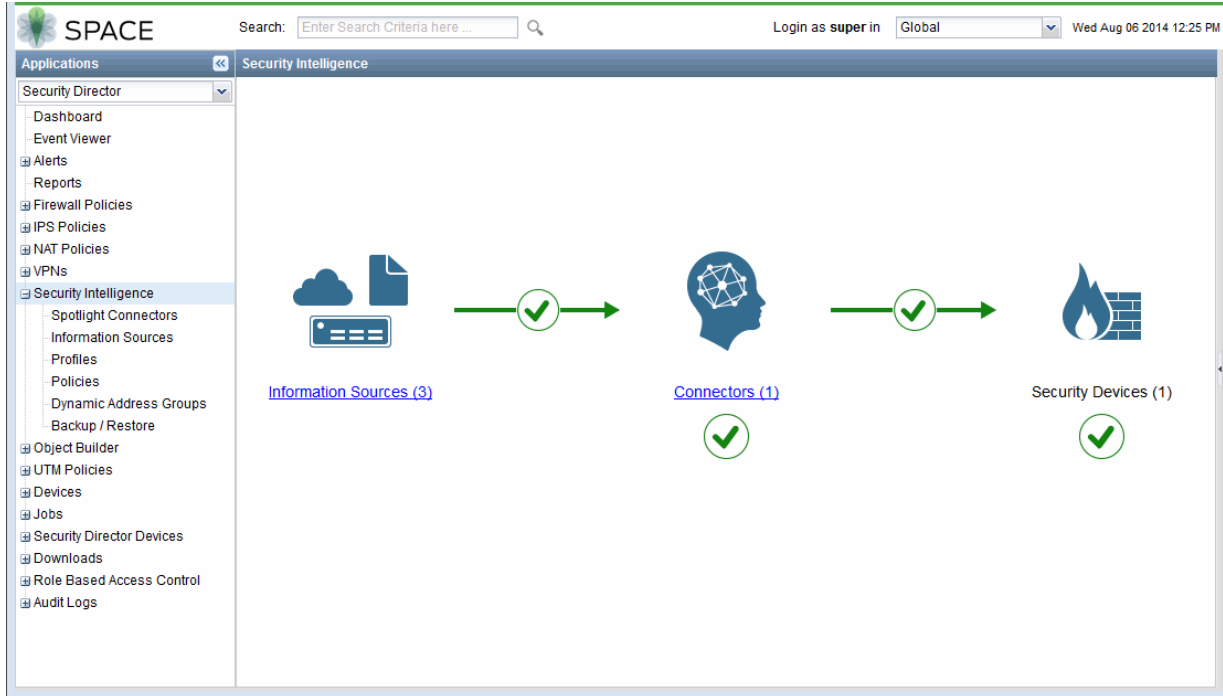 SPACE
Search: Enter Search Criteria here ...
Login as super in Global
Wed Aug 06 2014 12:25 PM
Applications
Security Intelligence
Security Director
Dashboard
Event Viewer
Alerts
Reports
Firewall Policies
IPS Policies
NAT Policies
VPNs
Security Intelligence
Spotlight Connectors
Information Sources
Profiles
Policies
Dynamic Address Groups
Backup / Restore
Object Builder
UTM Policies
Devices
Jobs
Security Director Devices
Downloads
Role Based Access Control
Audit Logs
Information Sources (3)
Connectors (1)
Security Devices (1)